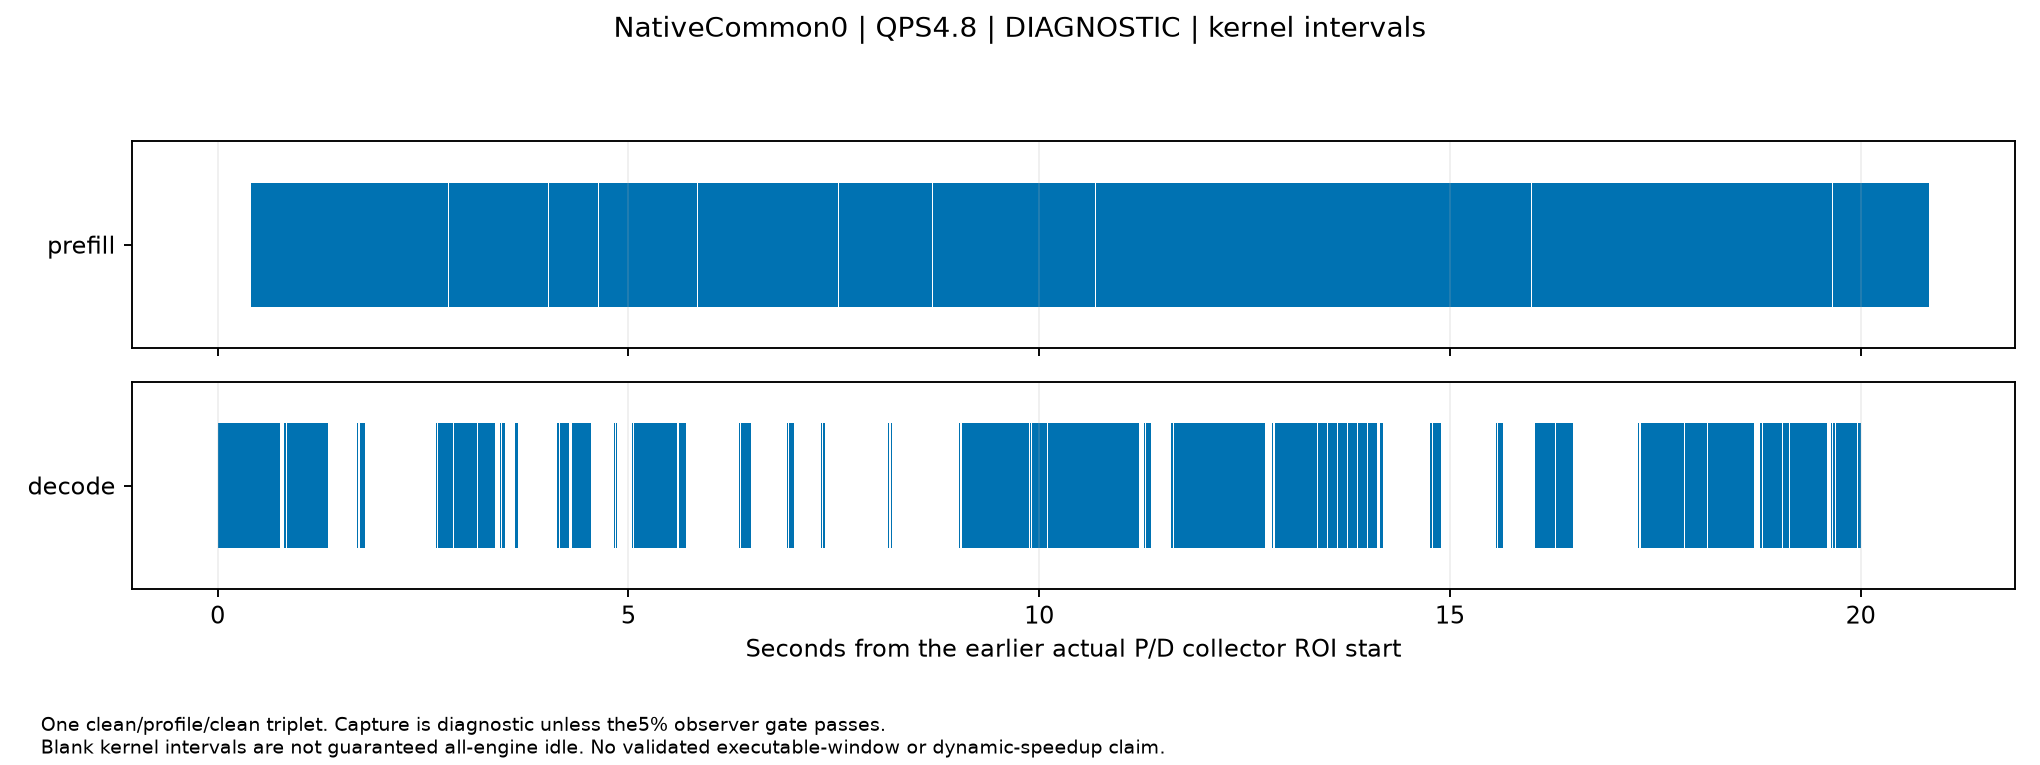 NativeCommon0 | QPS4.8 | DIAGNOSTIC | kernel intervals
prefill
decode
0 5 10 15 20
Seconds from the earlier actual P/D collector ROI start
One clean/profile/clean triplet. Capture is diagnostic unless the5% observer gate passes.
Blank kernel intervals are not guaranteed all-engine idle. No validated executable-window or dynamic-speedup claim.